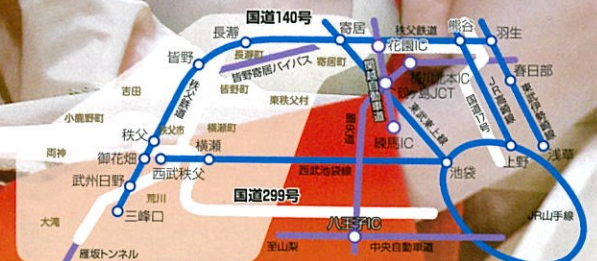 国道140号
長瀞
寄居
秩父鉄道
熊谷
羽生
花園IC
長瀞町
皆野
皆野寄居バイパス
寄居町
桶川北本IC
鶴ヶ島JCT
春日部
吉田
秩父鉄道
皆野町
関越自動車道
JR高崎線
国道17号
東武伊勢崎線
小鹿野町
東秩父村
東武東上線
秩父
秩父市
横瀬町
圏央道
練馬IC
両神
御花畑
横瀬
西武秩父
西武池袋線
池袋
上野
浅草
武州日野
荒川
国道299号
大滝
三峰口
八王子IC
JR山手線
雁坂トンネル
至山梨
中央自動車道